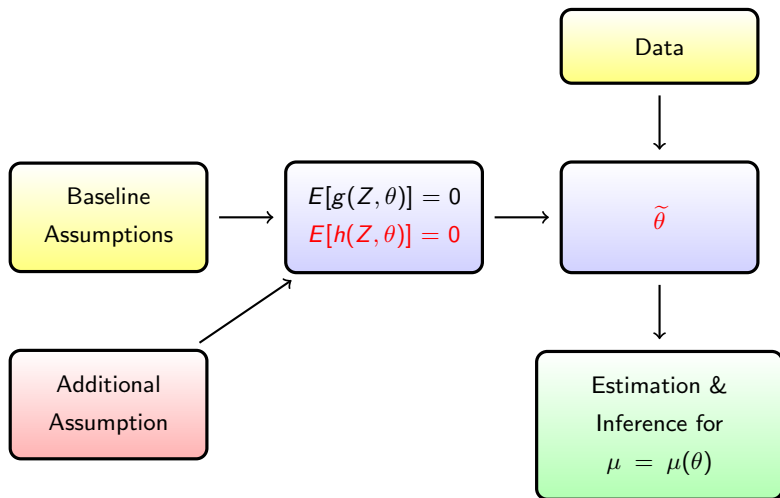 Data
Baseline
Assumptions
E[g(Z, θ)] = 0
E[h(Z, θ)] = 0
θ̃
Additional
Assumption
Estimation &
Inference for
μ = μ(θ)